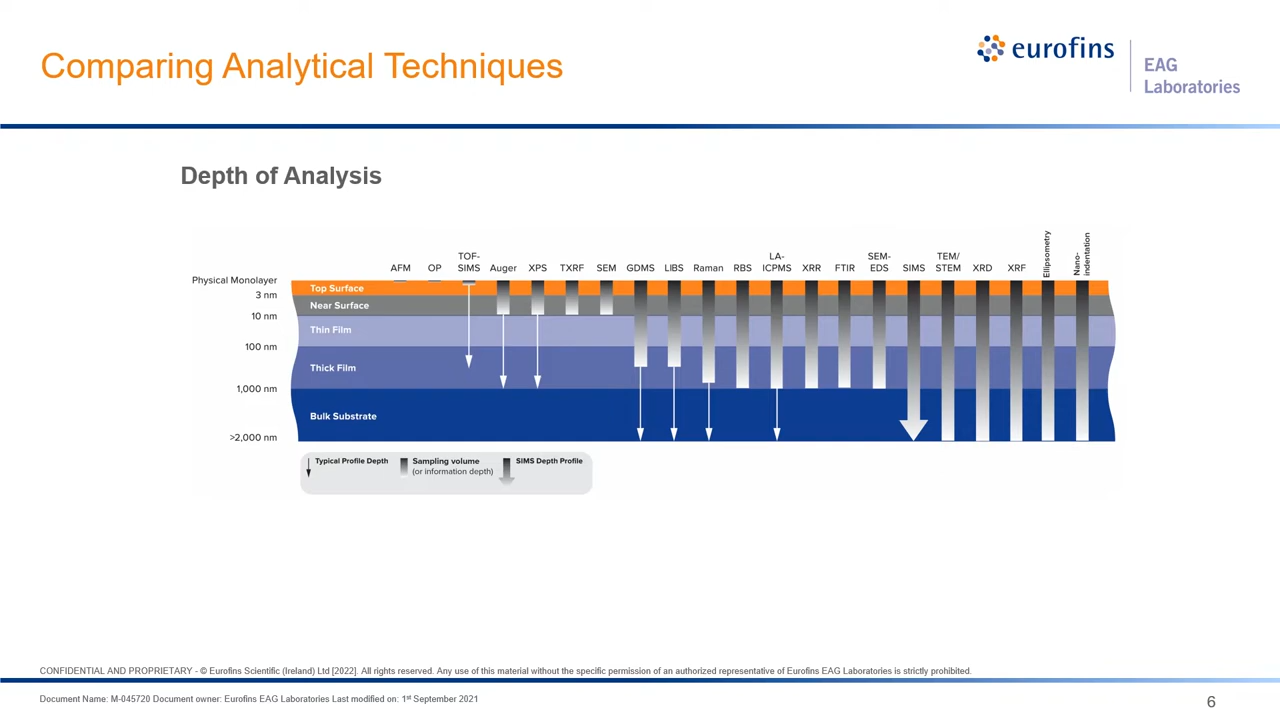 Comparing Analytical Techniques
eurofins
EAG
Laboratories
Depth of Analysis
AFM OP TOF-SIMS Auger XPS TXRF SEM GDMS LIBS Raman RBS LA-ICPMS XRR FTIR SEM-EDS SIMS TEM/STEM XRD XRF Ellipsometry Nano-indentation
Physical Monolayer
Top Surface
3 nm
Near Surface
10 nm
Thin Film
100 nm
Thick Film
1,000 nm
Bulk Substrate
>2,000 nm
Typical Profile Depth
Sampling volume
(or information depth)
SIMS Depth Profile
CONFIDENTIAL AND PROPRIETARY - © Eurofins Scientific (Ireland) Ltd [2022]. All rights reserved. Any use of this material without the specific permission of an authorized representative of Eurofins EAG Laboratories is strictly prohibited.
Document Name: M-045720 Document owner: Eurofins EAG Laboratories Last modified on: 1st September 2021
6